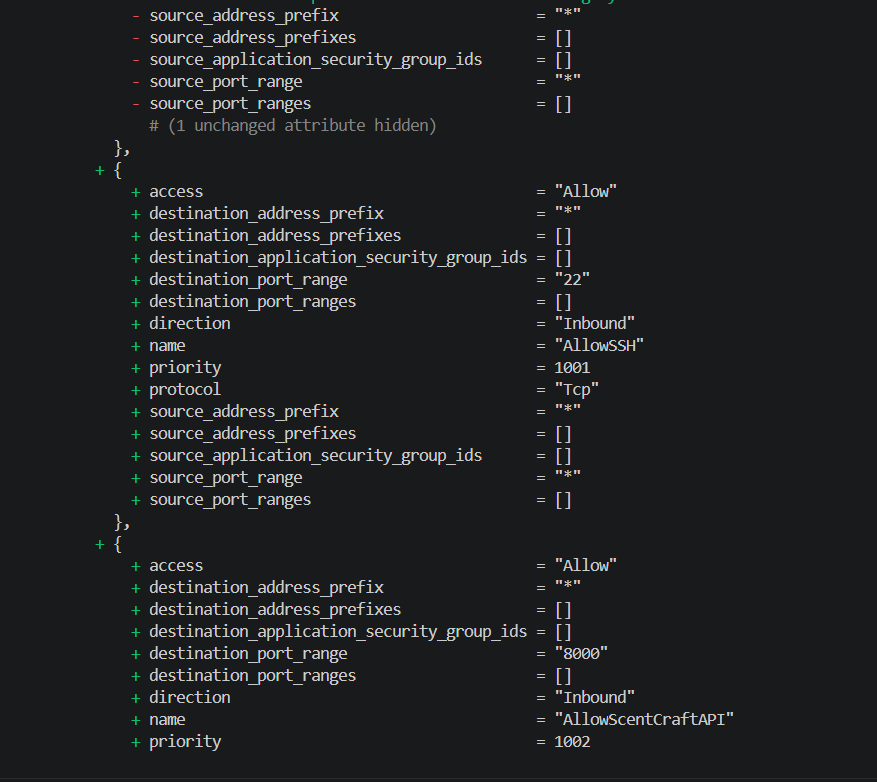 - source_address_prefix = "*"
- source_address_prefixes = []
- source_application_security_group_ids = []
- source_port_range = "*"
- source_port_ranges = []
# (1 unchanged attribute hidden)
},
+ {
+ access = "Allow"
+ destination_address_prefix = "*"
+ destination_address_prefixes = []
+ destination_application_security_group_ids = []
+ destination_port_range = "22"
+ destination_port_ranges = []
+ direction = "Inbound"
+ name = "AllowSSH"
+ priority = 1001
+ protocol = "Tcp"
+ source_address_prefix = "*"
+ source_address_prefixes = []
+ source_application_security_group_ids = []
+ source_port_range = "*"
+ source_port_ranges = []
},
+ {
+ access = "Allow"
+ destination_address_prefix = "*"
+ destination_address_prefixes = []
+ destination_application_security_group_ids = []
+ destination_port_range = "8000"
+ destination_port_ranges = []
+ direction = "Inbound"
+ name = "AllowScentCraftAPI"
+ priority = 1002